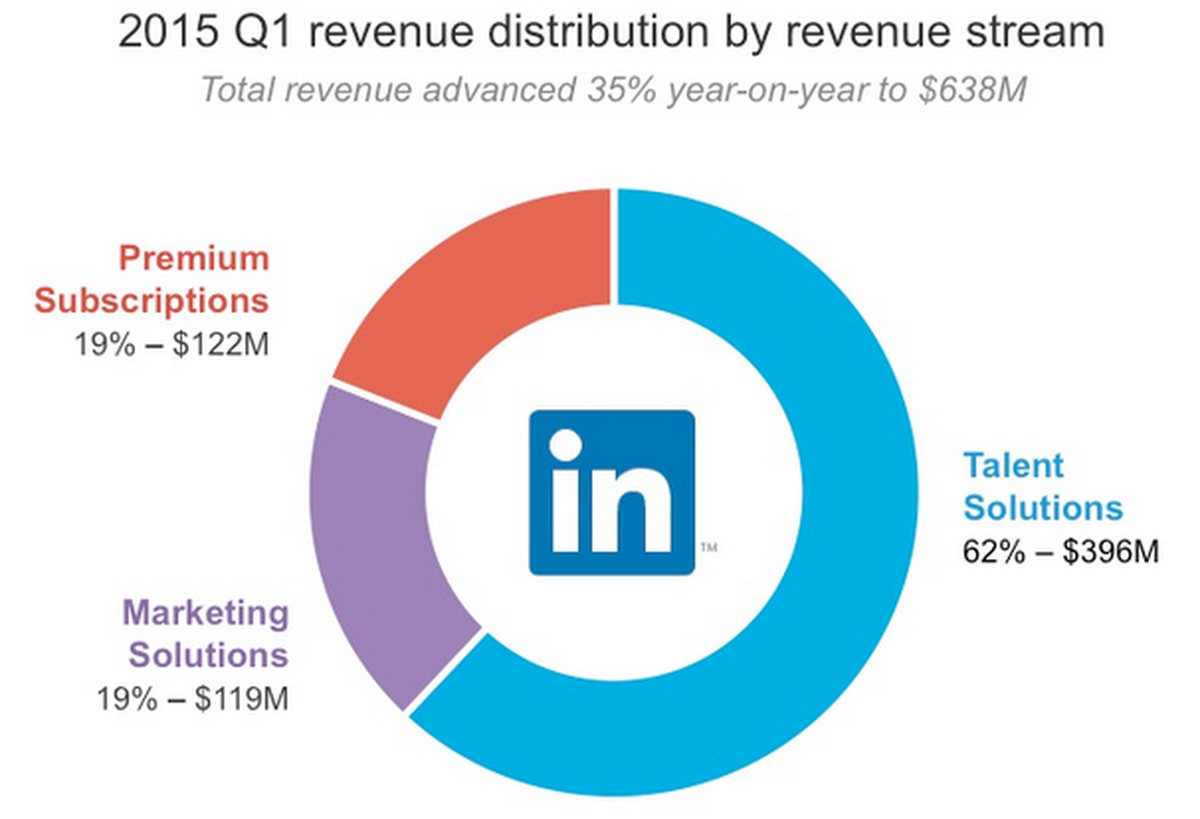 2015 Q1 revenue distribution by revenue stream
Total revenue advanced 35% year-on-year to $638M
Premium
Subscriptions
19% – $122M
in
TM
Talent
Solutions
62% – $396M
Marketing
Solutions
19% – $119M